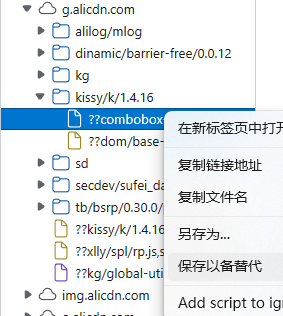 g.alicdn.com
alilog/mlog
dinamic/barrier-free/0.0.12
kg
kissy/k/1.4.16
??combobox-
??dom/base-
sd
secdev/sufei_da
tb/bsrp/0.30.0/
??kissy/k/1.4.16
??xlly/spl/rp.js,s
??kg/global-uti
img.alicdn.com
在新标签页中打开
复制链接地址
复制文件名
另存为...
保存以备替代
Add script to ign